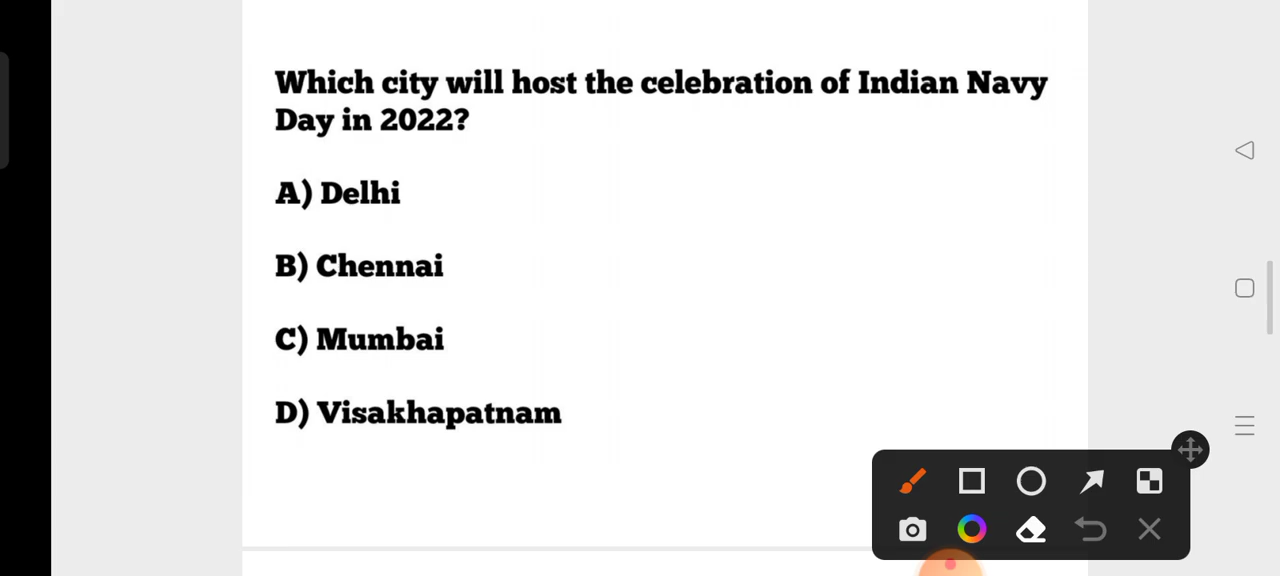 Which city will host the celebration of Indian Navy
Day in 2022?
A) Delhi
B) Chennai
C) Mumbai
D) Visakhapatnam